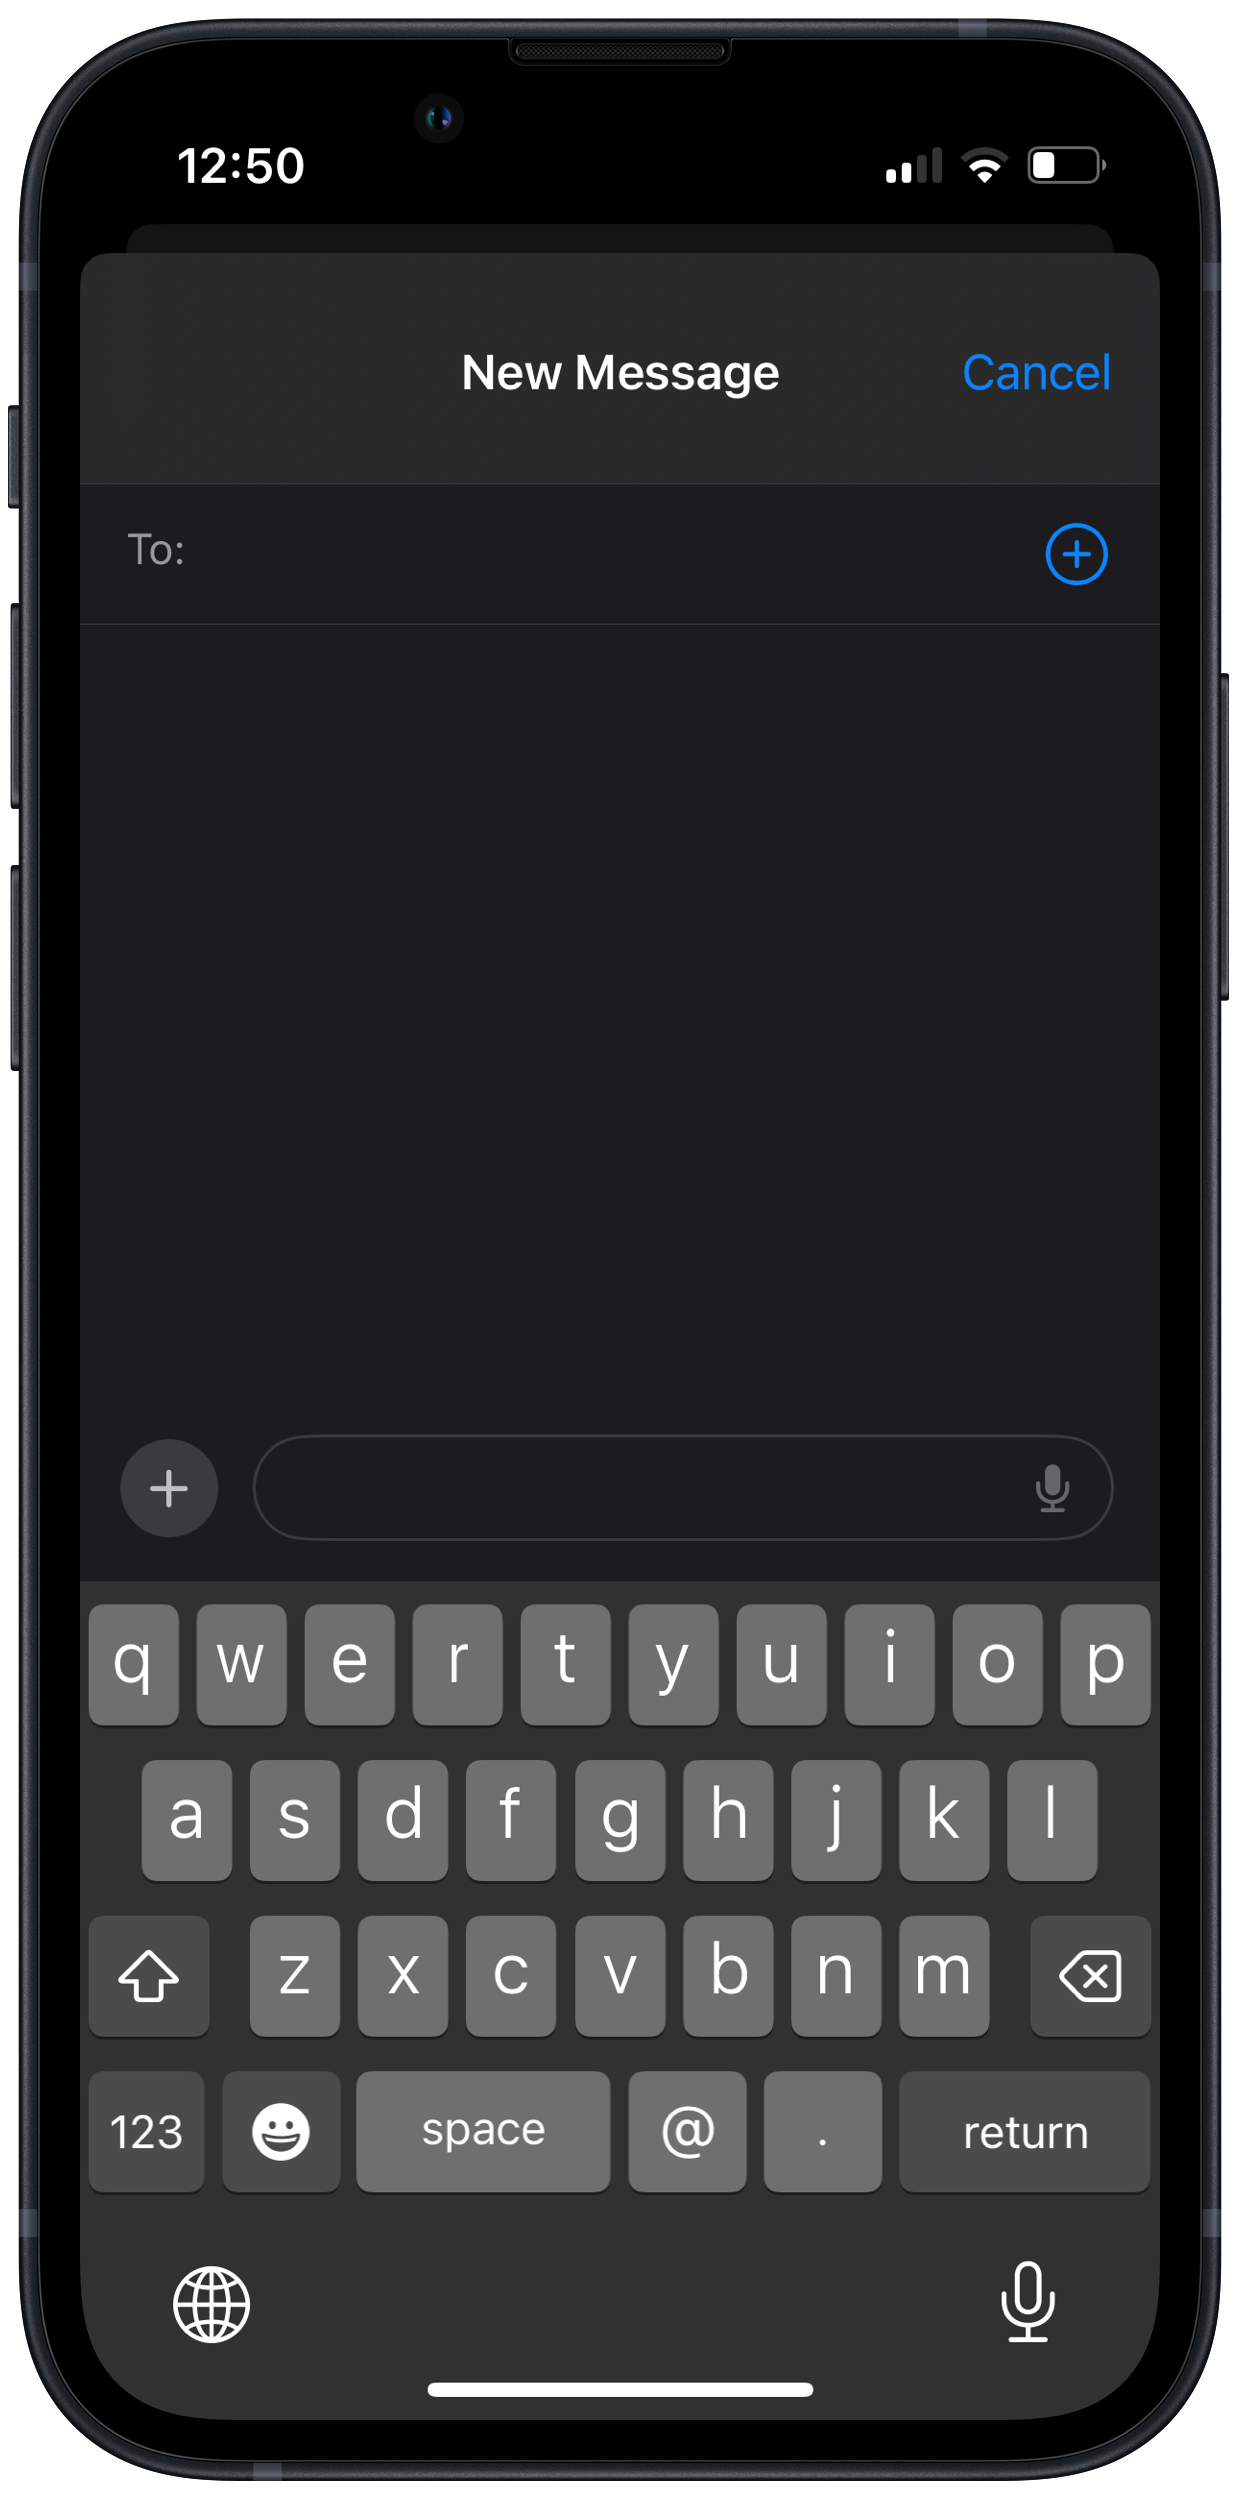 12:50
New Message Cancel
To:
q w e r t y u i o p
a s d f g h j k l
z x c v b n m
123 space @ . return